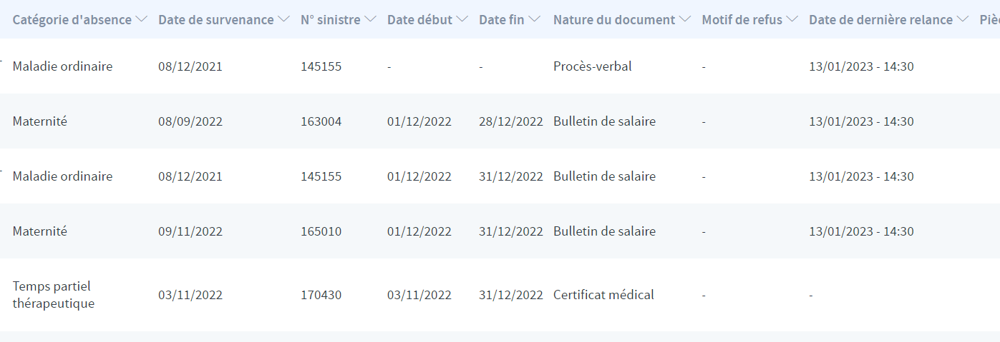 Catégorie d'absence Date de survenance N° sinistre Date début Date fin Nature du document Motif de refus Date de dernière relance
Maladie ordinaire 08/12/2021 145155 - - Procès-verbal - 13/01/2023 - 14:30
Maternité 08/09/2022 163004 01/12/2022 28/12/2022 Bulletin de salaire - 13/01/2023 - 14:30
Maladie ordinaire 08/12/2021 145155 01/12/2022 31/12/2022 Bulletin de salaire - 13/01/2023 - 14:30
Maternité 09/11/2022 165010 01/12/2022 31/12/2022 Bulletin de salaire - 13/01/2023 - 14:30
Temps partiel
thérapeutique 03/11/2022 170430 03/11/2022 31/12/2022 Certificat médical - -